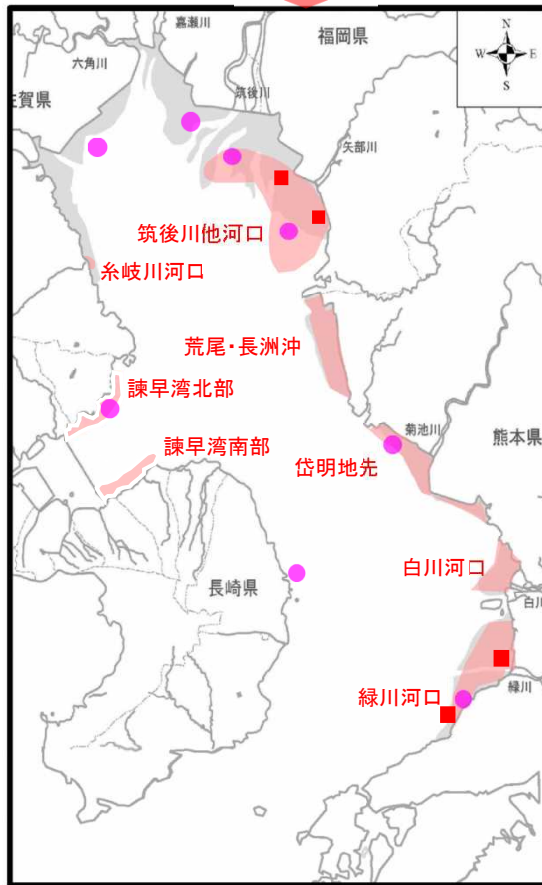 嘉瀬川
福岡県
N
W E
S
六角川
佐賀県
筑後川
矢部川
筑後川他河口
糸岐川河口
荒尾・長洲沖
諫早湾北部
菊池川
熊本県
諫早湾南部
岱明地先
白川河口
長崎県
白川
緑川河口
緑川